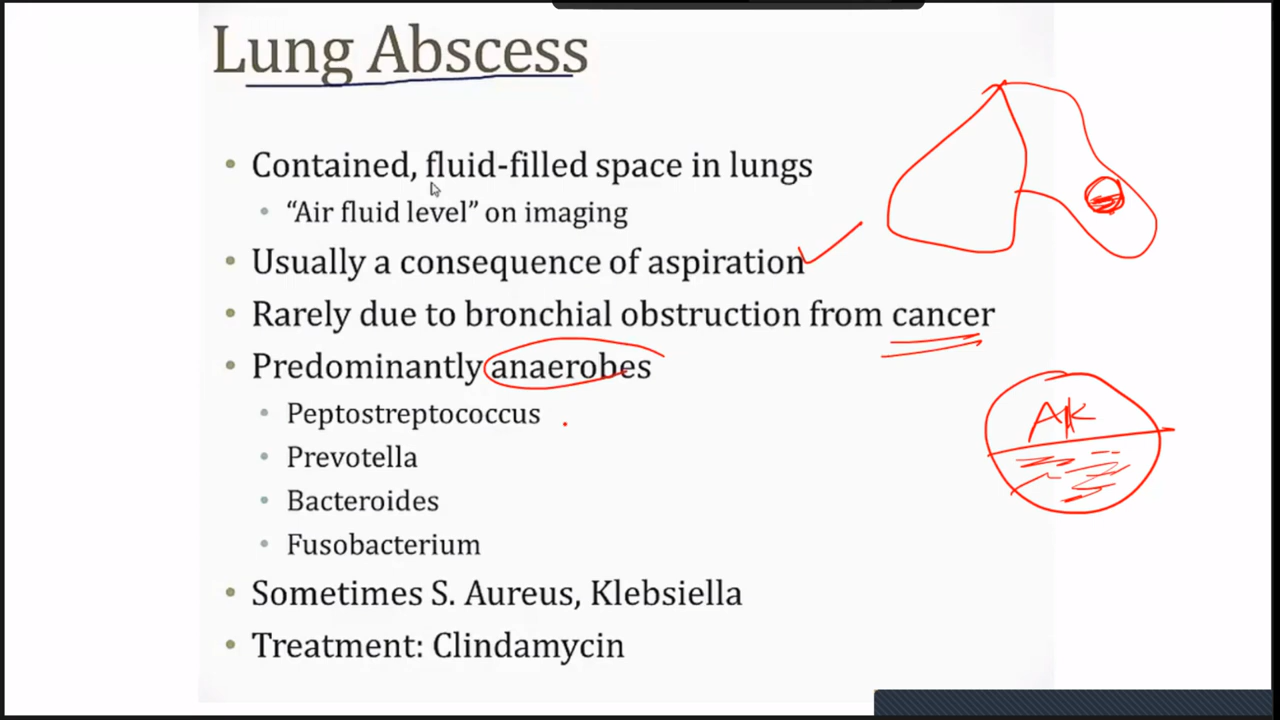 Lung Abscess
• Contained, fluid-filled space in lungs
• “Air fluid level” on imaging
• Usually a consequence of aspiration
• Rarely due to bronchial obstruction from cancer
• Predominantly anaerobes
• Peptostreptococcus
• Prevotella
• Bacteroides
• Fusobacterium
• Sometimes S. Aureus, Klebsiella
• Treatment: Clindamycin